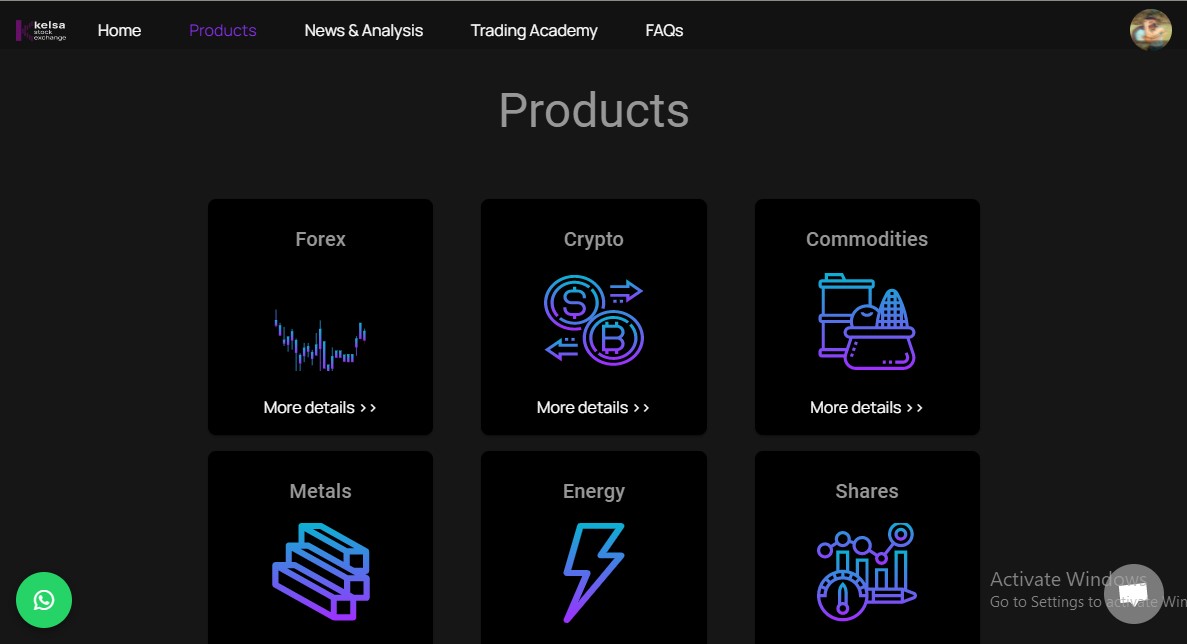 kelsa
stock
exchange
Home Products News & Analysis Trading Academy FAQs
Products
Forex Crypto Commodities
More details >> More details >> More details >>
Metals Energy Shares
Activate Windows
Go to Settings to activate Win